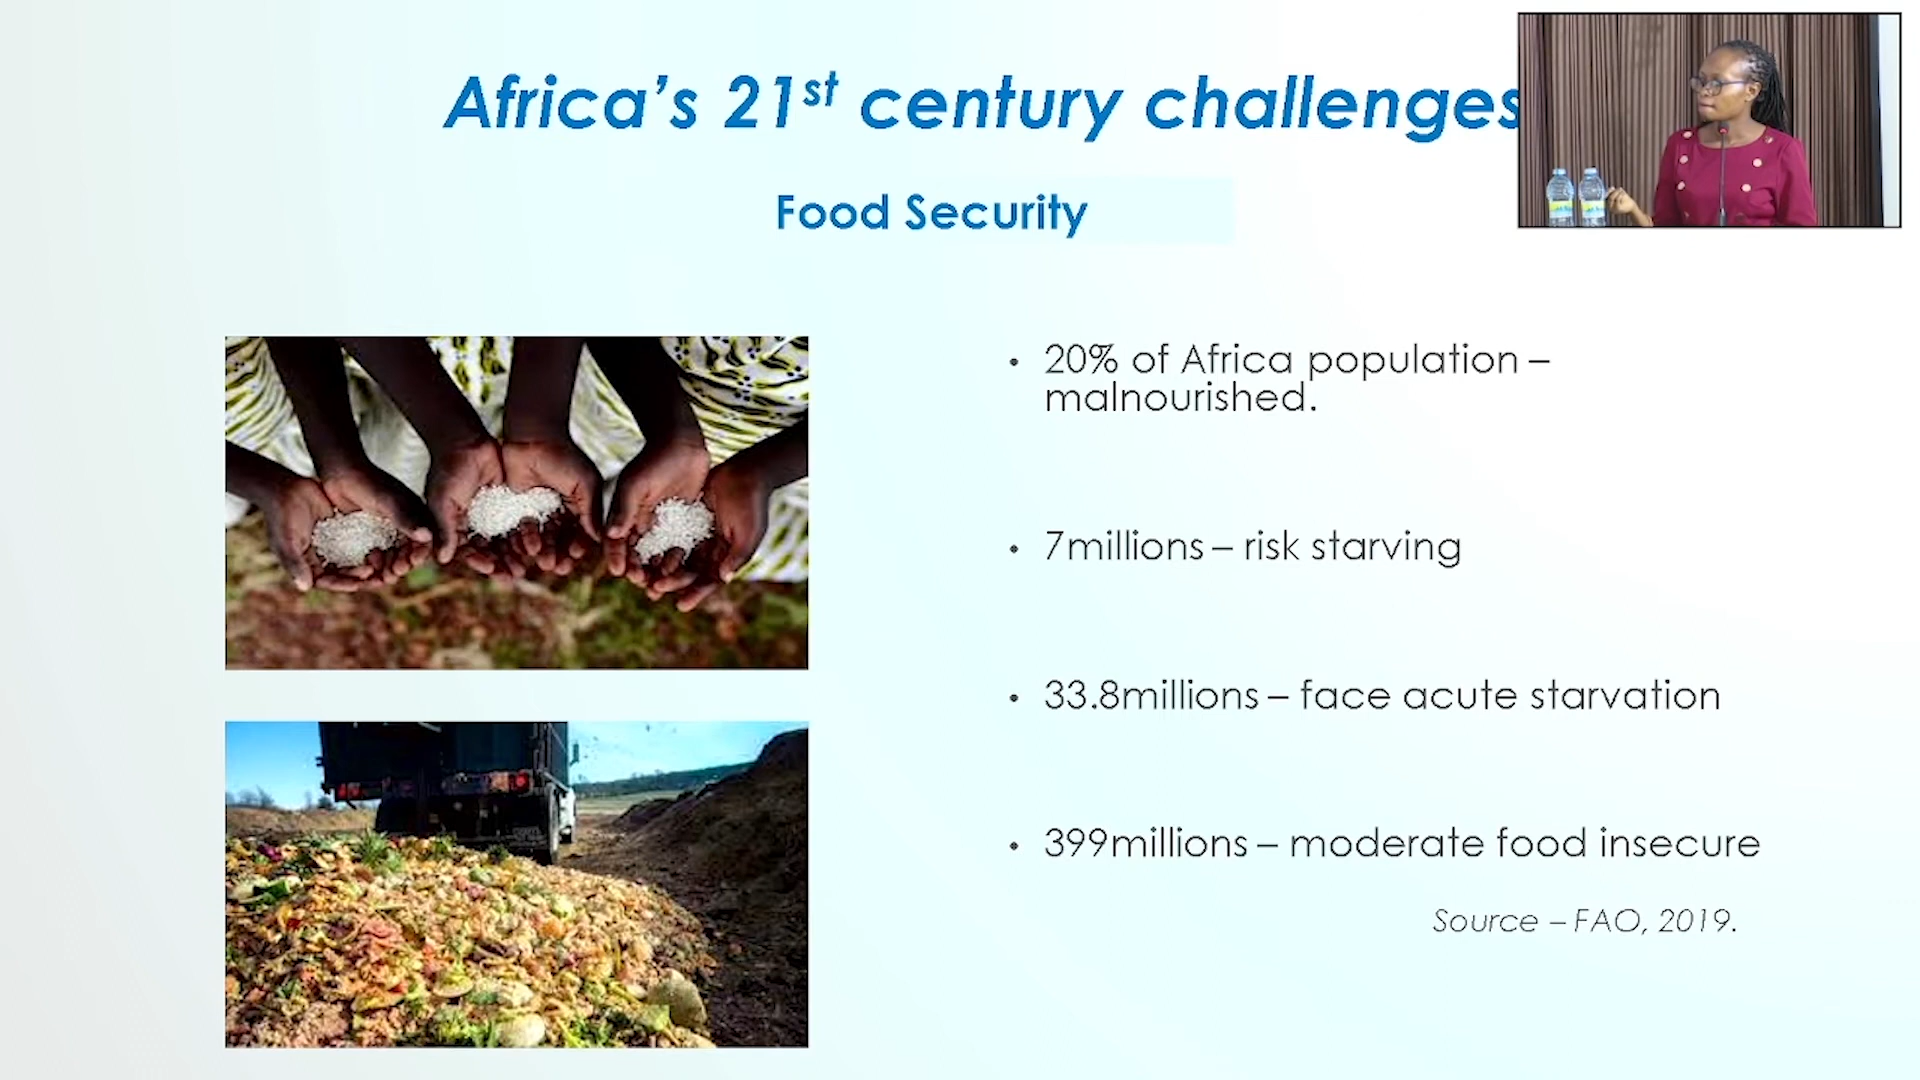 Africa's 21st century challenges
Food Security
• 20% of Africa population –
malnourished.
• 7millions – risk starving
• 33.8millions – face acute starvation
• 399millions – moderate food insecure
Source – FAO, 2019.